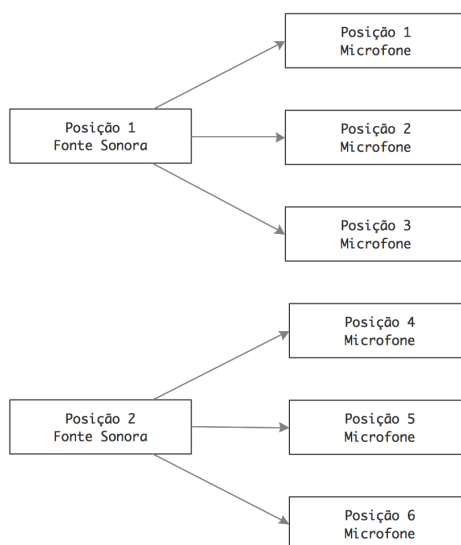 Posição 1
Microfone
Posição 1
Fonte Sonora
Posição 2
Microfone
Posição 3
Microfone
Posição 4
Microfone
Posição 2
Fonte Sonora
Posição 5
Microfone
Posição 6
Microfone